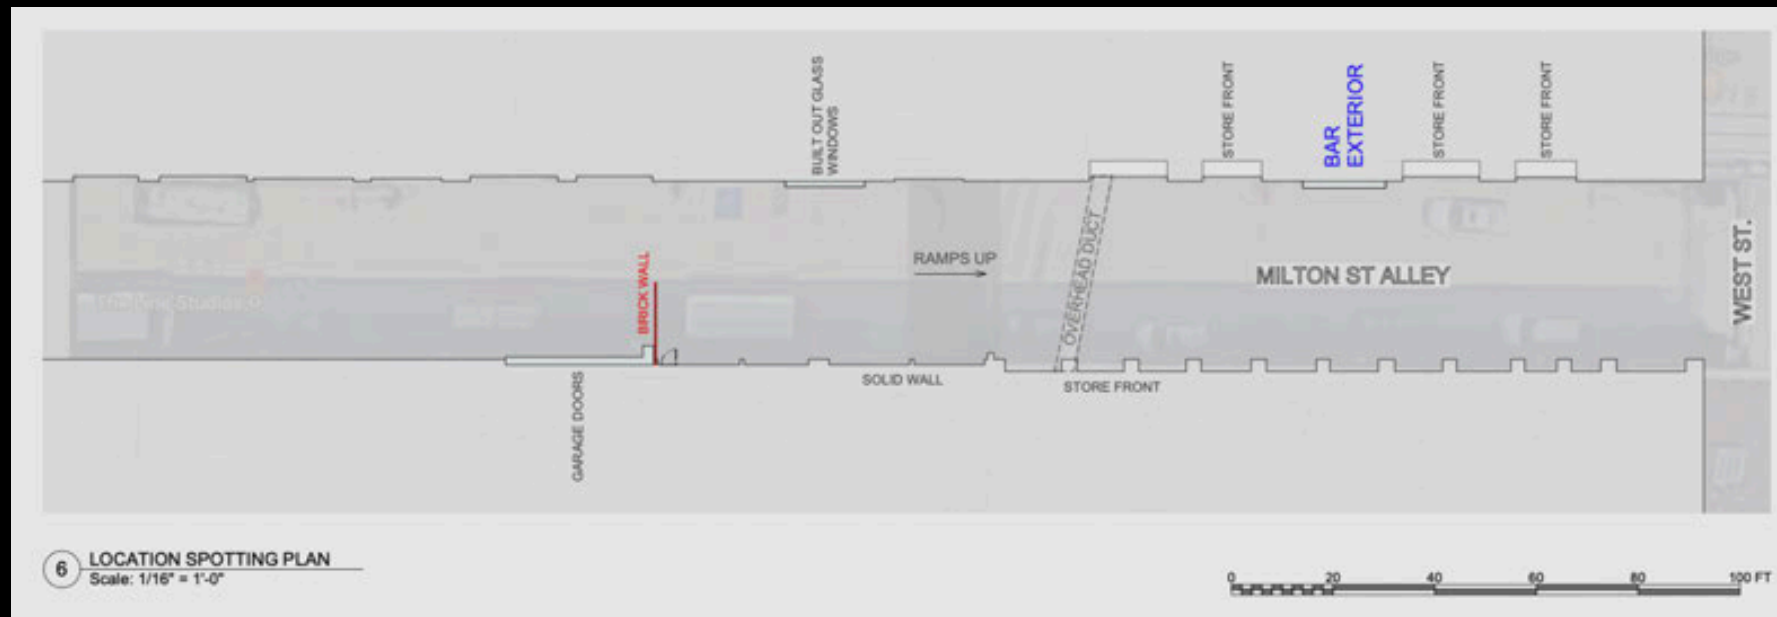 BUILT OUT GLASS
WINDOWS
STORE FRONT
BAR
EXTERIOR
STORE FRONT
STORE FRONT
BRICK WALL
RAMPS UP
OVERHEAD DUCT
MILTON ST ALLEY
WEST ST.
GARAGE DOORS
SOLID WALL
STORE FRONT
6
LOCATION SPOTTING PLAN
Scale: 1/16" = 1'-0"
0 20 40 60 80 100 FT